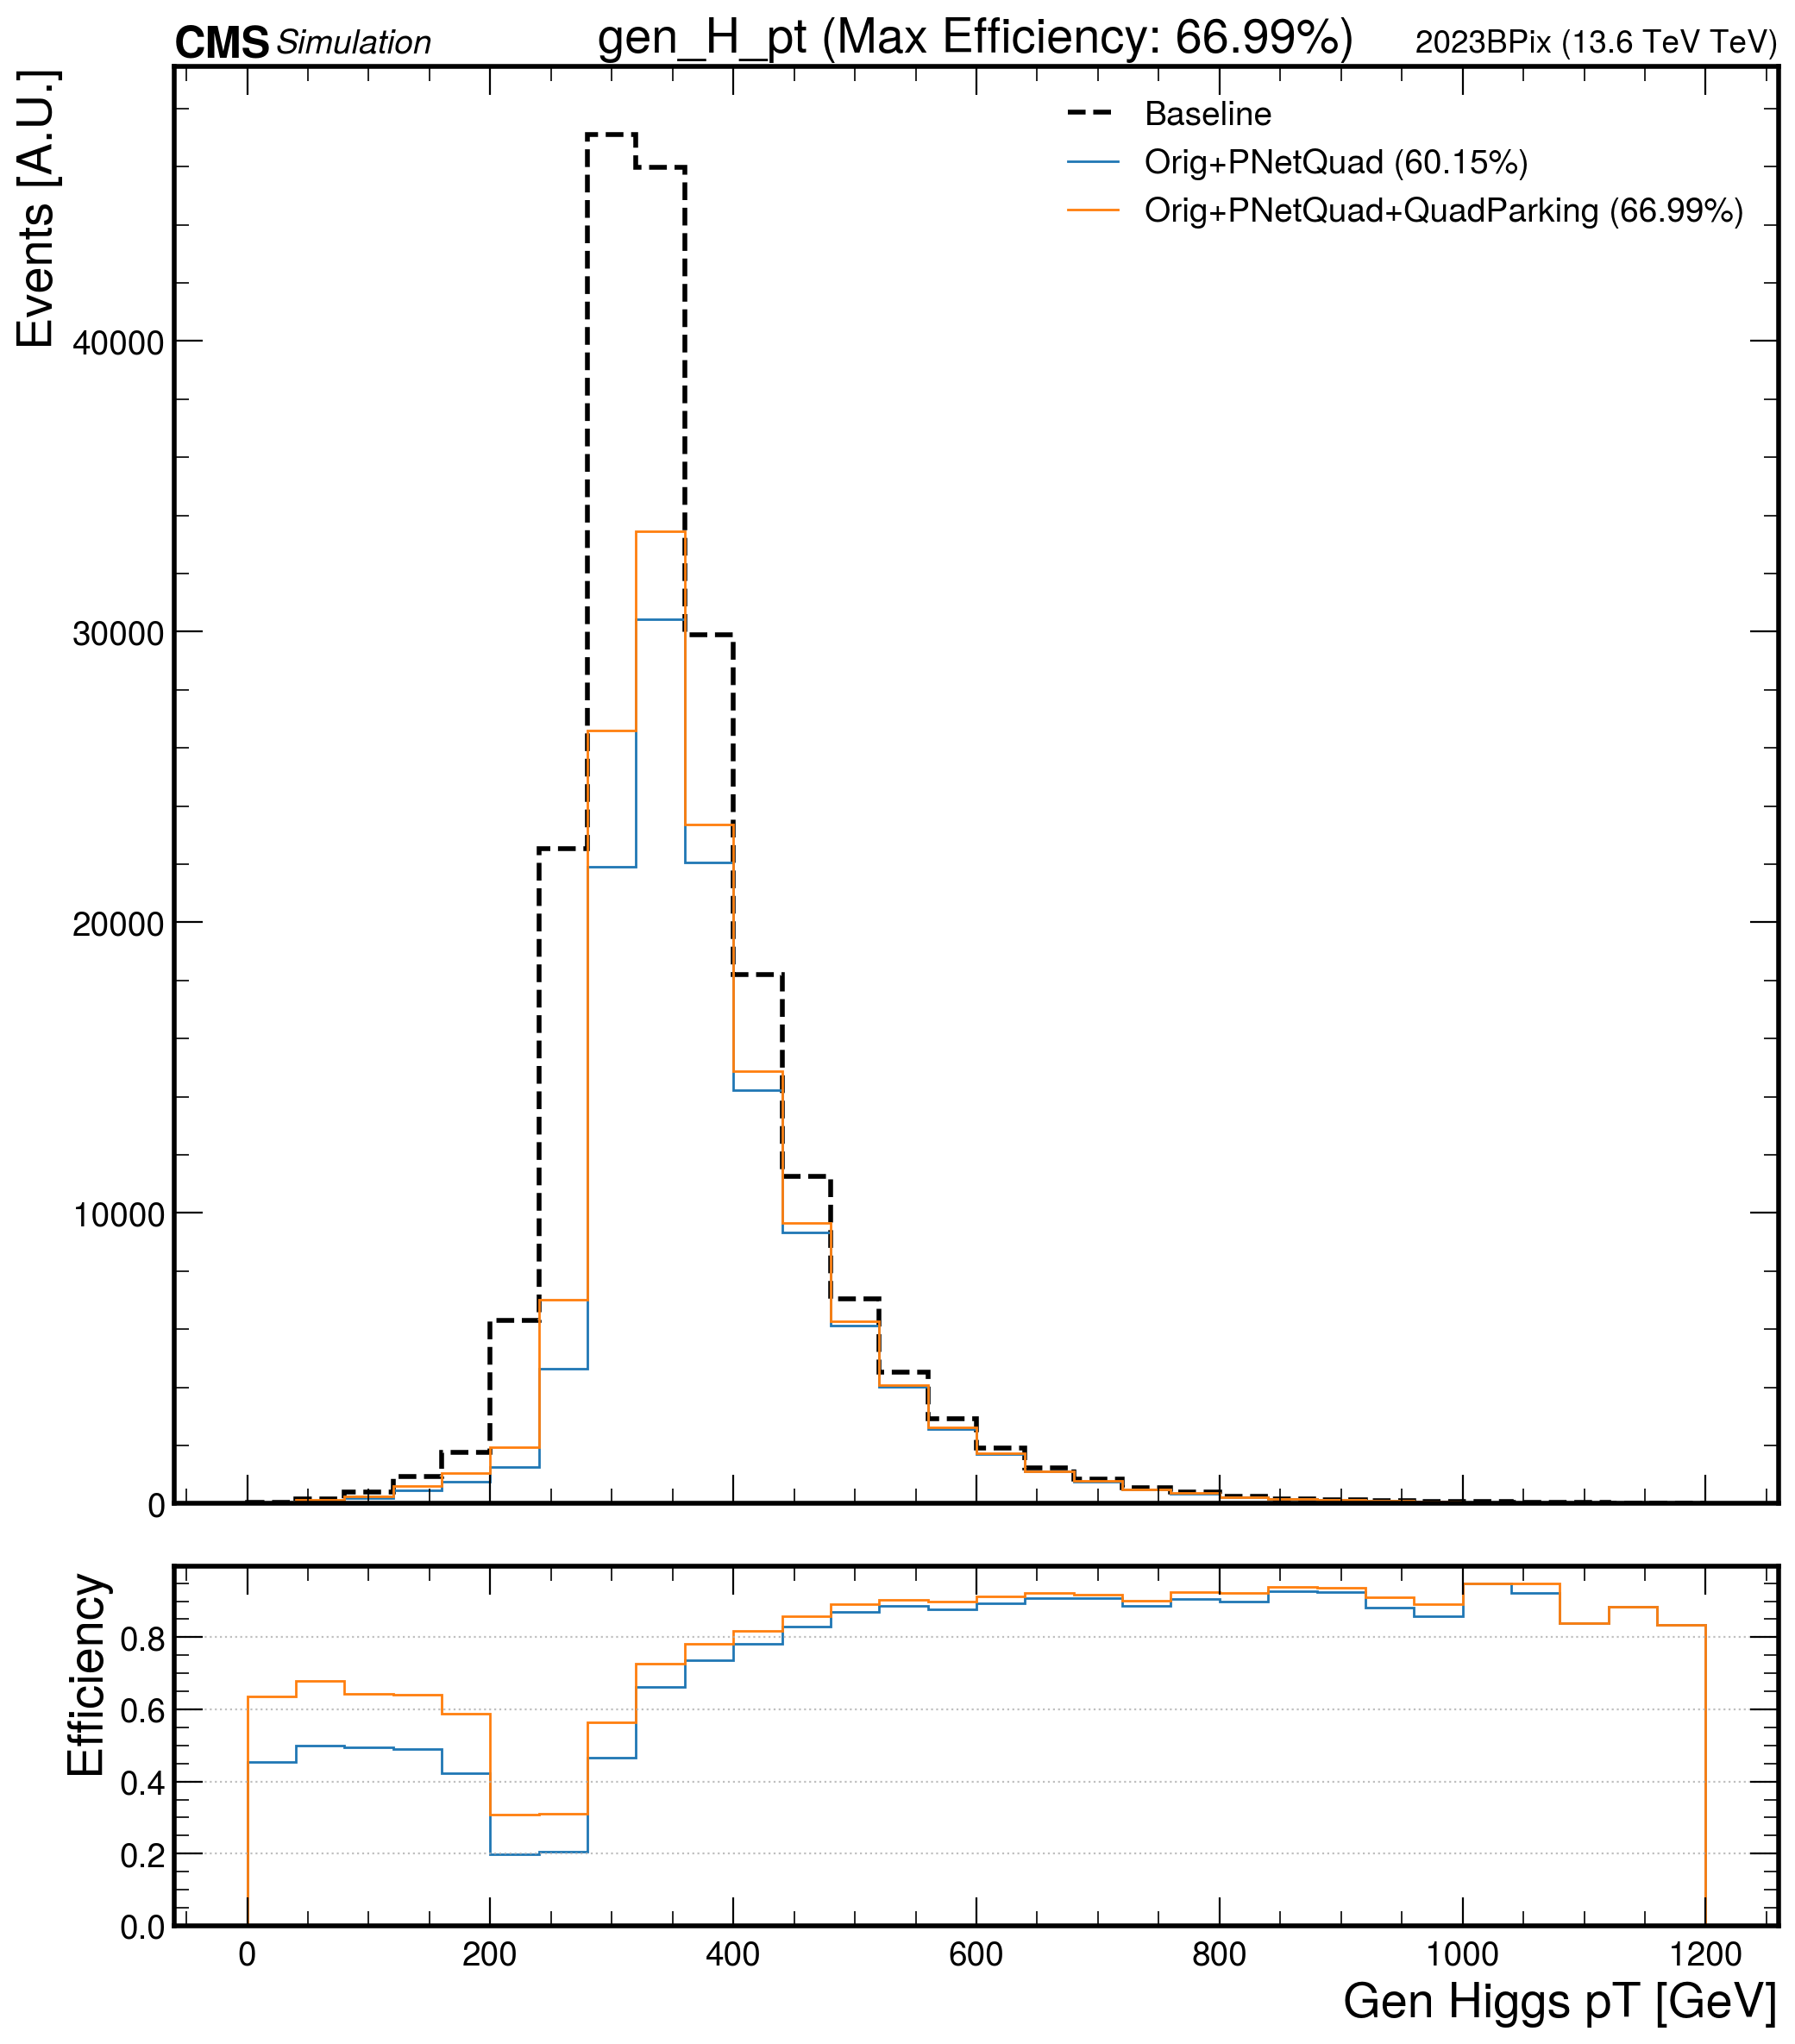 CMS Simulation gen_H_pt (Max Efficiency: 66.99%) 2023BPix (13.6 TeV TeV)
Events [A.U.]
Baseline
Orig+PNetQuad (60.15%)
Orig+PNetQuad+QuadParking (66.99%)
40000
30000
20000
10000
0
Efficiency
0.8
0.6
0.4
0.2
0.0
0 200 400 600 800 1000 1200
Gen Higgs pT [GeV]